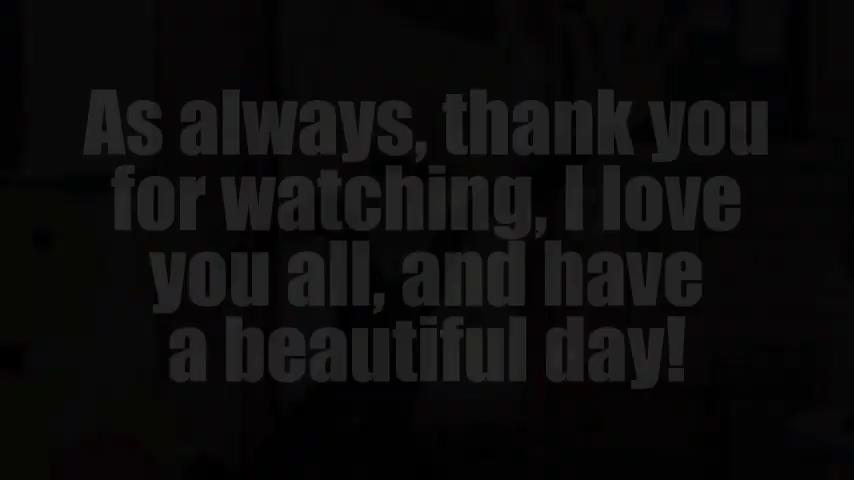 As always, thank you
for watching, I love
you all, and have
a beautiful day!